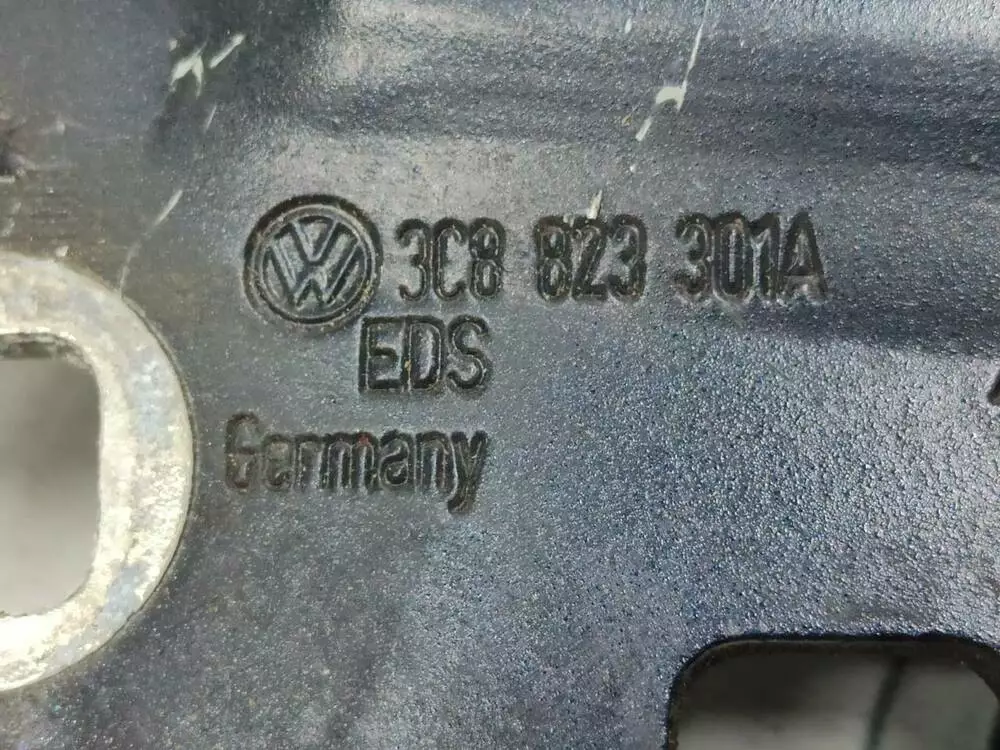 3C8 823 301A
EDS
Germany